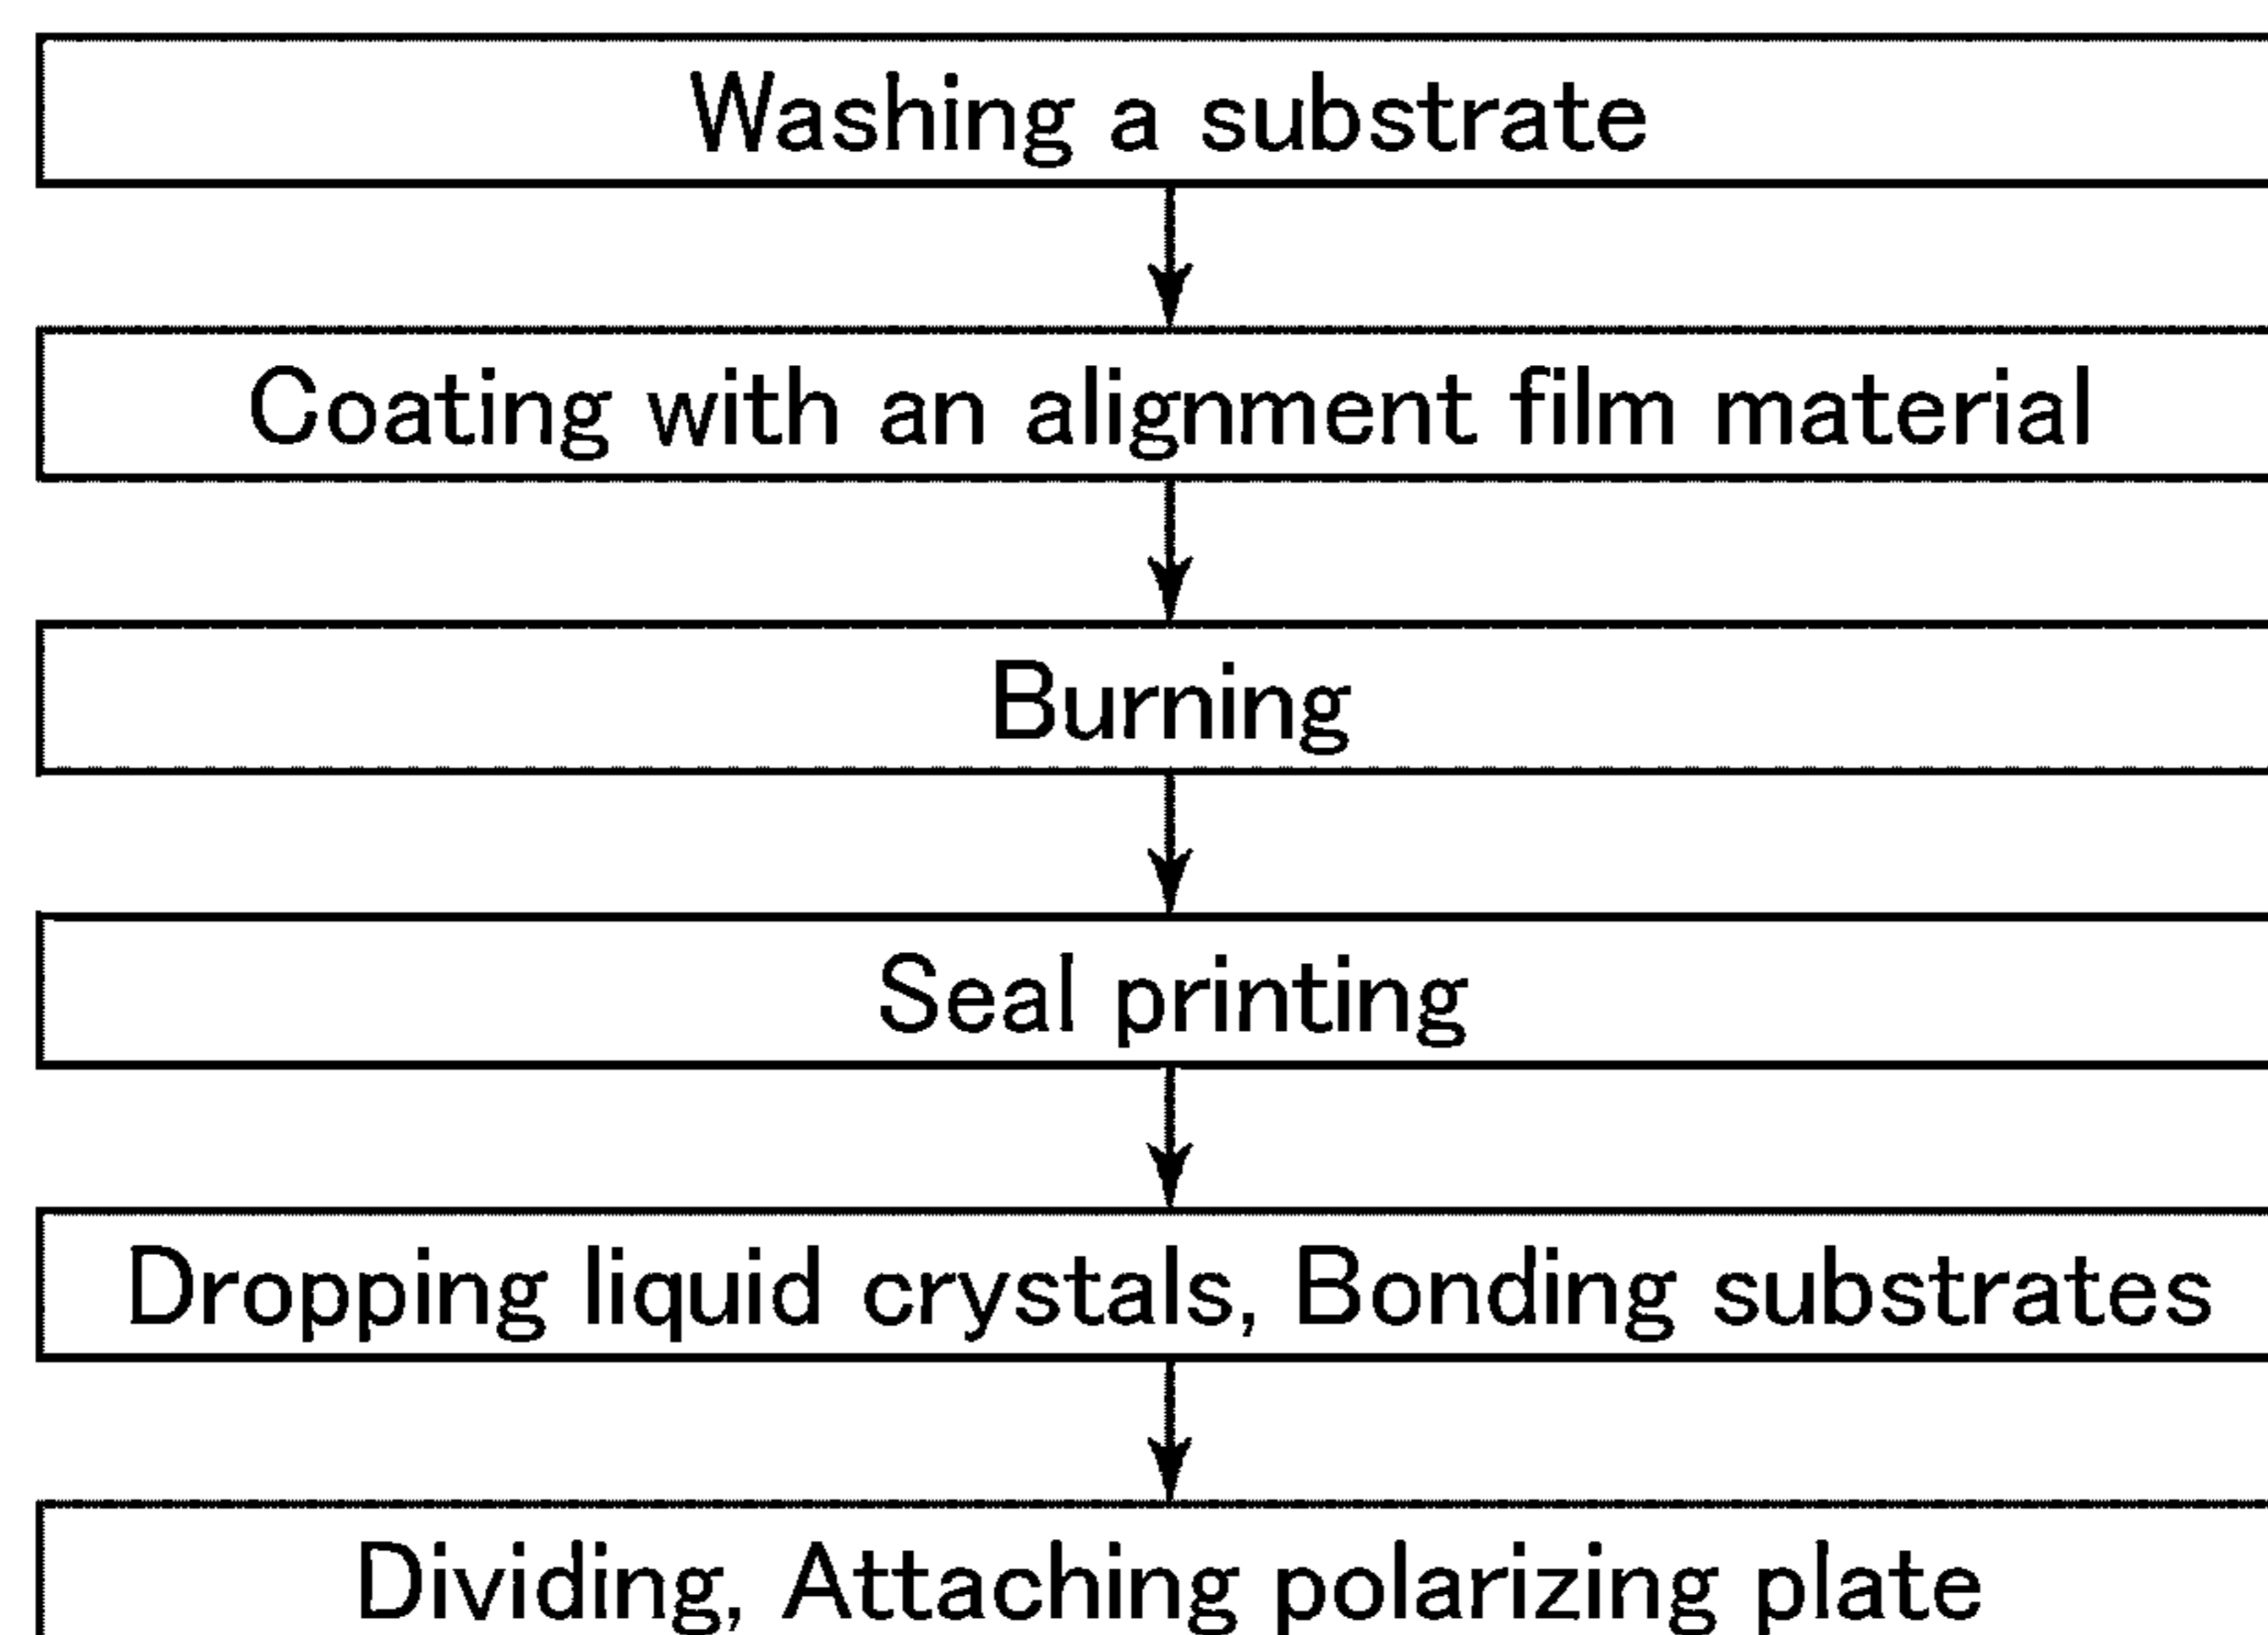 Washing a substrate
Coating with an alignment film material
Burning
Seal printing
Dropping liquid crystals, Bonding substrates
Dividing, Attaching polarizing plate